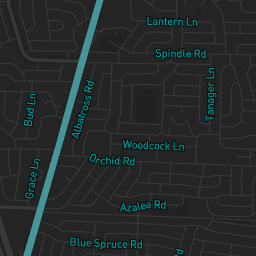 Lantern Ln
Spindle Rd
Tanager Ln
Bud Ln
Albatross Rd
Woodcock Ln
Orchid Rd
Grace Ln
Azalea Rd
Blue Spruce Rd
Rd